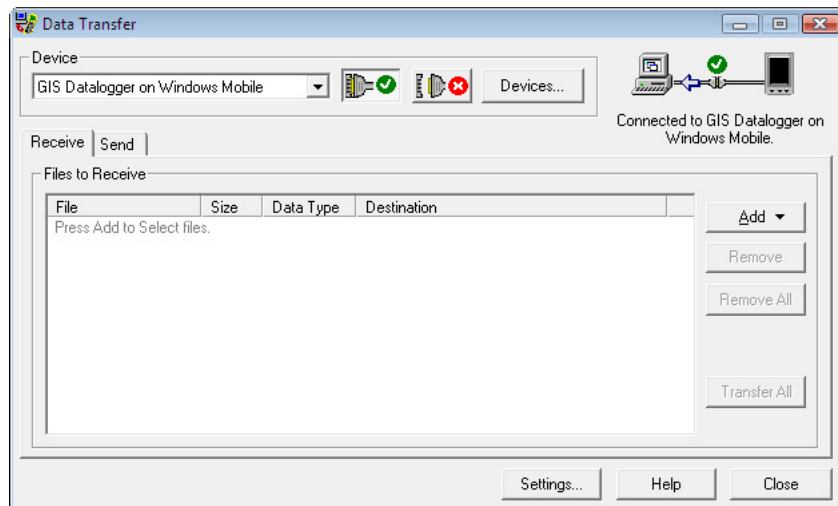 Data Transfer
Device
GIS Datalogger on Windows Mobile
Devices...
Connected to GIS Datalogger on
Windows Mobile.
Receive Send
Files to Receive
File Size Data Type Destination
Press Add to Select files.
Add
Remove
Remove All
Transfer All
Settings... Help Close